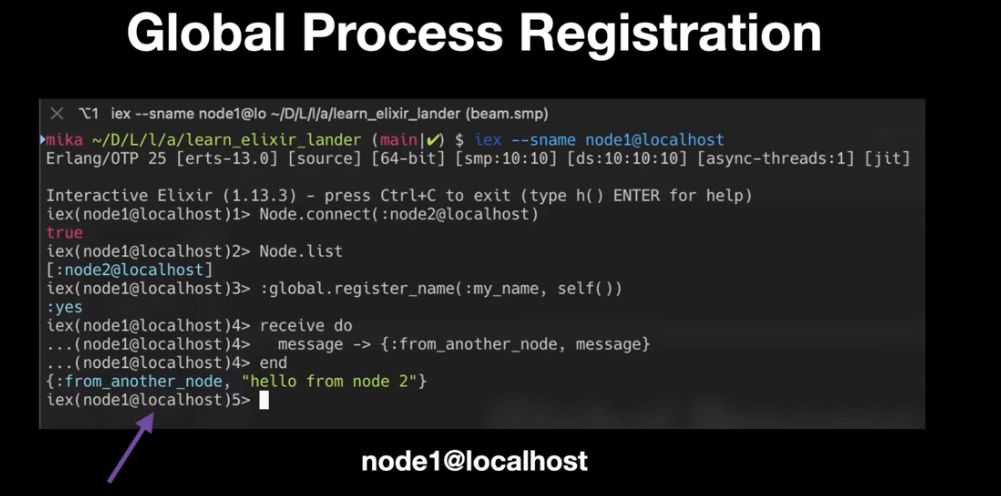 Global Process Registration
⌥1 iex --sname node1@lo ~/D/L/l/a/learn_elixir_lander (beam.smp)
mika ~/D/L/l/a/learn_elixir_lander (main|✔) $ iex --sname node1@localhost
Erlang/OTP 25 [erts-13.0] [source] [64-bit] [smp:10:10] [ds:10:10:10] [async-threads:1] [jit]
Interactive Elixir (1.13.3) - press Ctrl+C to exit (type h() ENTER for help)
iex(node1@localhost)1> Node.connect(:node2@localhost)
true
iex(node1@localhost)2> Node.list
[:node2@localhost]
iex(node1@localhost)3> :global.register_name(:my_name, self())
:yes
iex(node1@localhost)4> receive do
...(node1@localhost)4>   message -> {:from_another_node, message}
...(node1@localhost)4> end
{:from_another_node, "hello from node 2"}
iex(node1@localhost)5>
node1@localhost